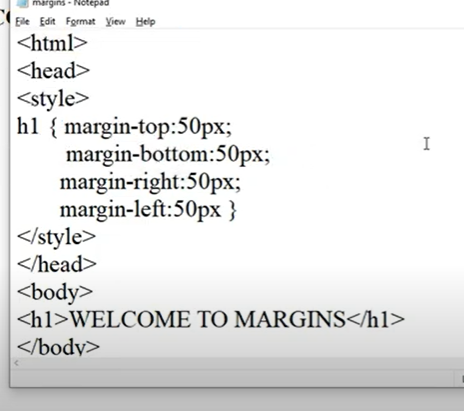 margins - Notepad
File Edit Format View Help
<html>
<head>
<style>
h1 { margin-top:50px;
margin-bottom:50px;
margin-right:50px;
margin-left:50px }
</style>
</head>
<body>
<h1>WELCOME TO MARGINS</h1>
</body>